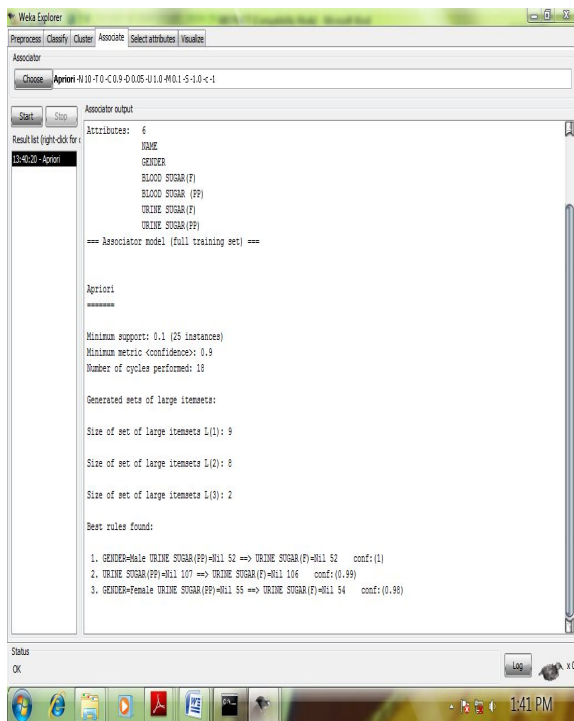 Weka Explorer
Preprocess Classify Cluster Associate Select attributes Visualize
Associator
Choose Apriori -N 10 -T 0 -C 0.9 -D 0.05 -U 1.0 -M 0.1 -S -1.0 -c -1
Start Stop
Associator output
Result list (right-click for
13:40:20 - Apriori
Attributes: 6
NAME
GENDER
BLOOD SUGAR(F)
BLOOD SUGAR (PP)
URINE SUGAR(F)
URINE SUGAR(PP)
=== Associator model (full training set) ===
Apriori
=======
Minimum support: 0.1 (25 instances)
Minimum metric <confidence>: 0.9
Number of cycles performed: 18
Generated sets of large itemsets:
Size of set of large itemsets L(1): 9
Size of set of large itemsets L(2): 8
Size of set of large itemsets L(3): 2
Best rules found:
1. GENDER=Male URINE SUGAR(PP)=Nil 52 ==> URINE SUGAR(F)=Nil 52 conf:(1)
2. URINE SUGAR(PP)=Nil 107 ==> URINE SUGAR(F)=Nil 106 conf:(0.99)
3. GENDER=Female URINE SUGAR(PP)=Nil 55 ==> URINE SUGAR(F)=Nil 54 conf:(0.98)
Status
OK
Log
x 0
1:41 PM